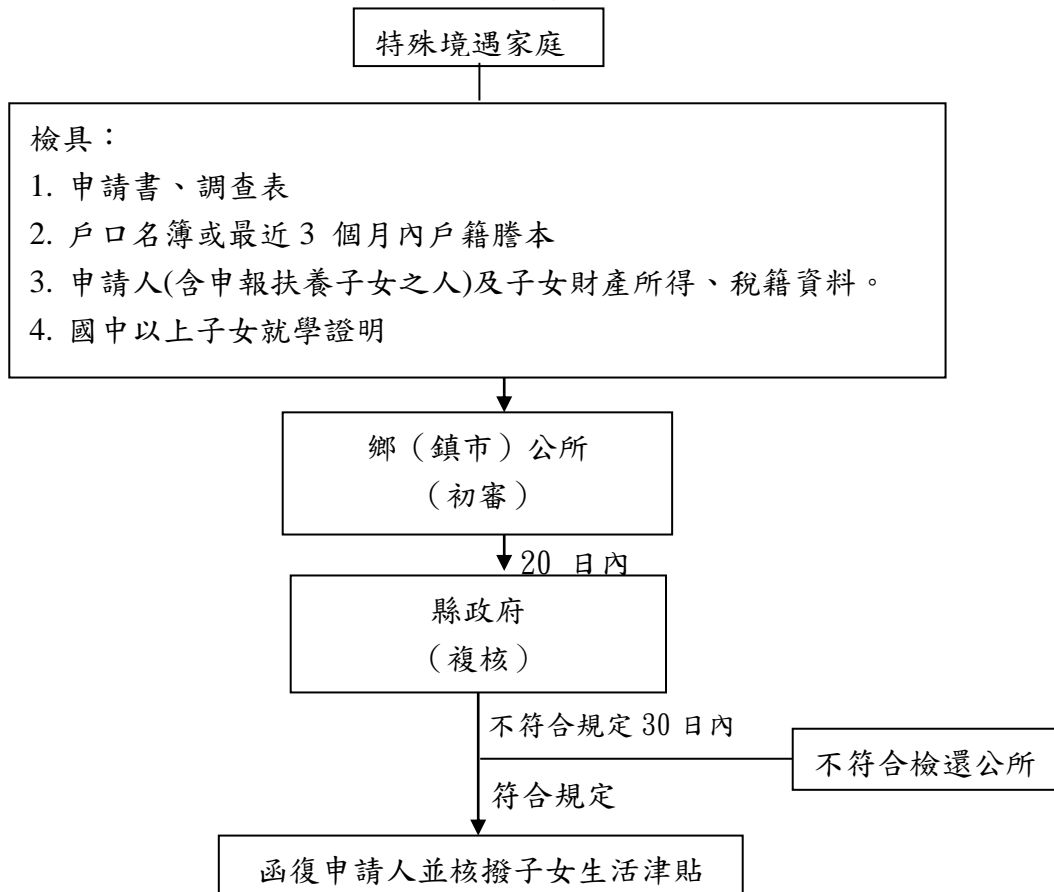 特殊境遇家庭
檢具：
1. 申請書、調查表
2. 戶口名簿或最近 3 個月內戶籍謄本
3. 申請人(含申報扶養子女之人)及子女財產所得、稅籍資料。
4. 國中以上子女就學證明
鄉（鎮市）公所
（初審）
20 日內
縣政府
（複核）
不符合規定 30 日內
不符合檢還公所
符合規定
函復申請人並核撥子女生活津貼